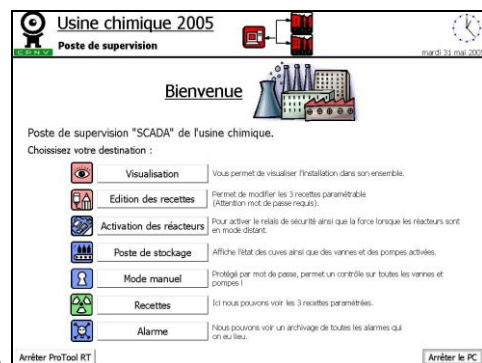 Usine chimique 2005
Poste de supervision
CPNV
mardi 31 mai 2005
Bienvenue
Poste de supervision "SCADA" de l'usine chimique.
Choissisez votre destination :
Visualisation
Vous permet de visualiser l'installation dans son ensemble.
Edition des recettes
Permet de modifier les 3 recettes paramétrable
(Attention mot de passe requis).
Activation des réacteurs
Pour activer le relais de sécurité ainsi que la force lorsque les réacteurs sont
en mode distant.
Poste de stockage
Affiche l'état des cuves ainsi que des vannes et des pompes activées.
Mode manuel
Protégé par mot de passe, permet un contrôle sur toutes les vannes et
pompes !
Recettes
Ici nous pouvons voir les 3 recettes paramétrées.
Alarme
Nous pouvons voir un archivage de toutes les alarmes qui
on eu lieu.
Arrêter ProTool RT
Arrêter le PC